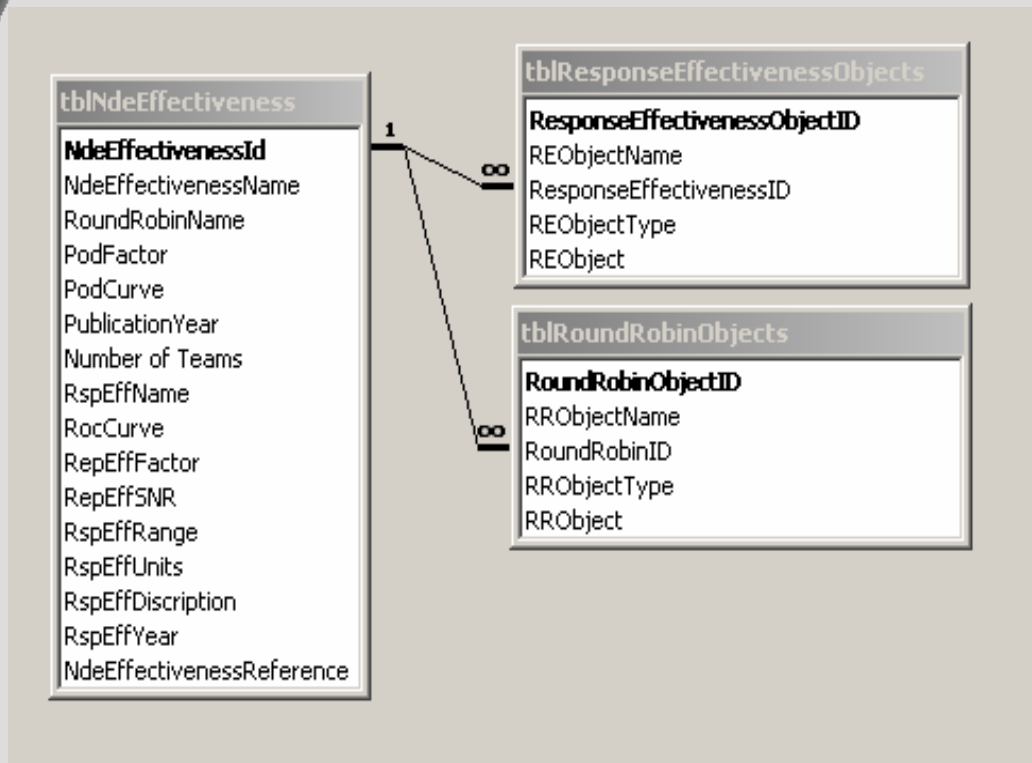 tblNdeEffectiveness
NdeEffectivenessId
NdeEffectivenessName
RoundRobinName
PodFactor
PodCurve
PublicationYear
Number of Teams
RspEffName
RocCurve
RepEffFactor
RepEffSNR
RspEffRange
RspEffUnits
RspEffDiscription
RspEffYear
NdeEffectivenessReference
1
∞
∞
tblResponseEffectivenessObjects
ResponseEffectivenessObjectID
REObjectName
ResponseEffectivenessID
REObjectType
REObject
tblRoundRobinObjects
RoundRobinObjectID
RRObjectName
RoundRobinID
RRObjectType
RRObject